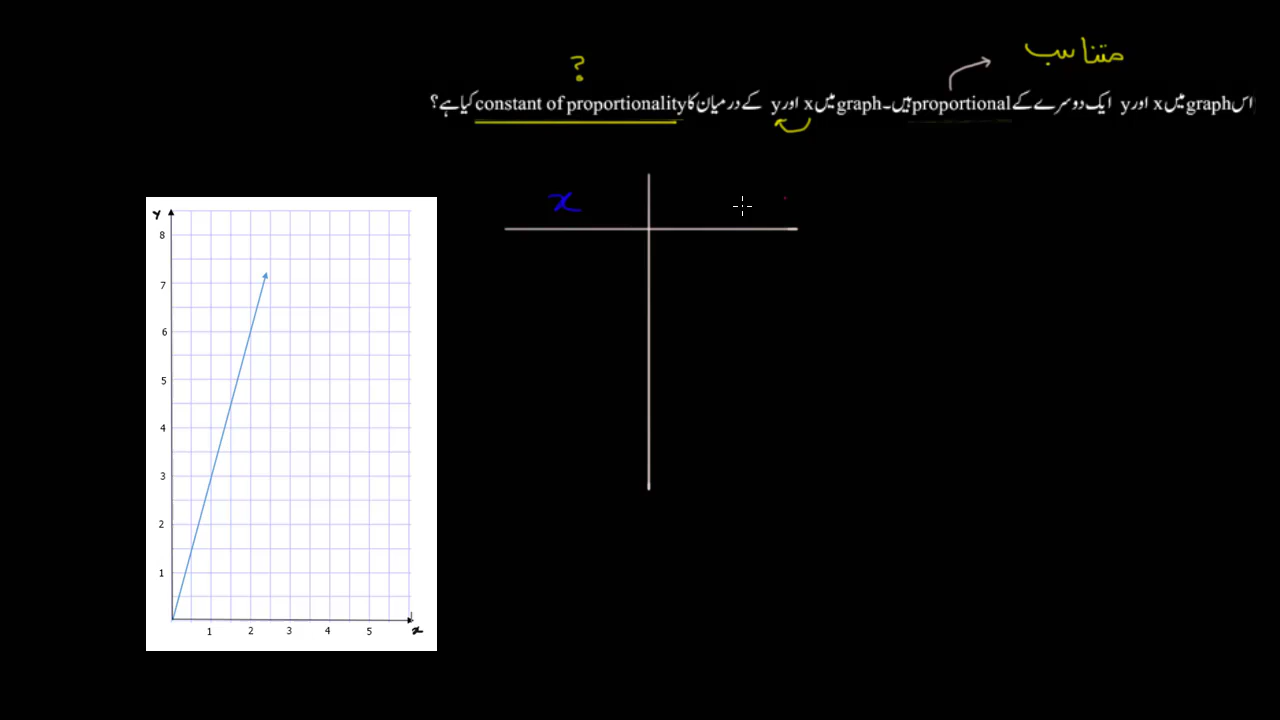 متناسب
?
اس graph میں x اور y ایک دوسرے کے proportional ہیں۔ graph میں x اور y کے درمیان کا constant of proportionality کیا ہے؟
x
y
8
7
6
5
4
3
2
1
1 2 3 4 5
x